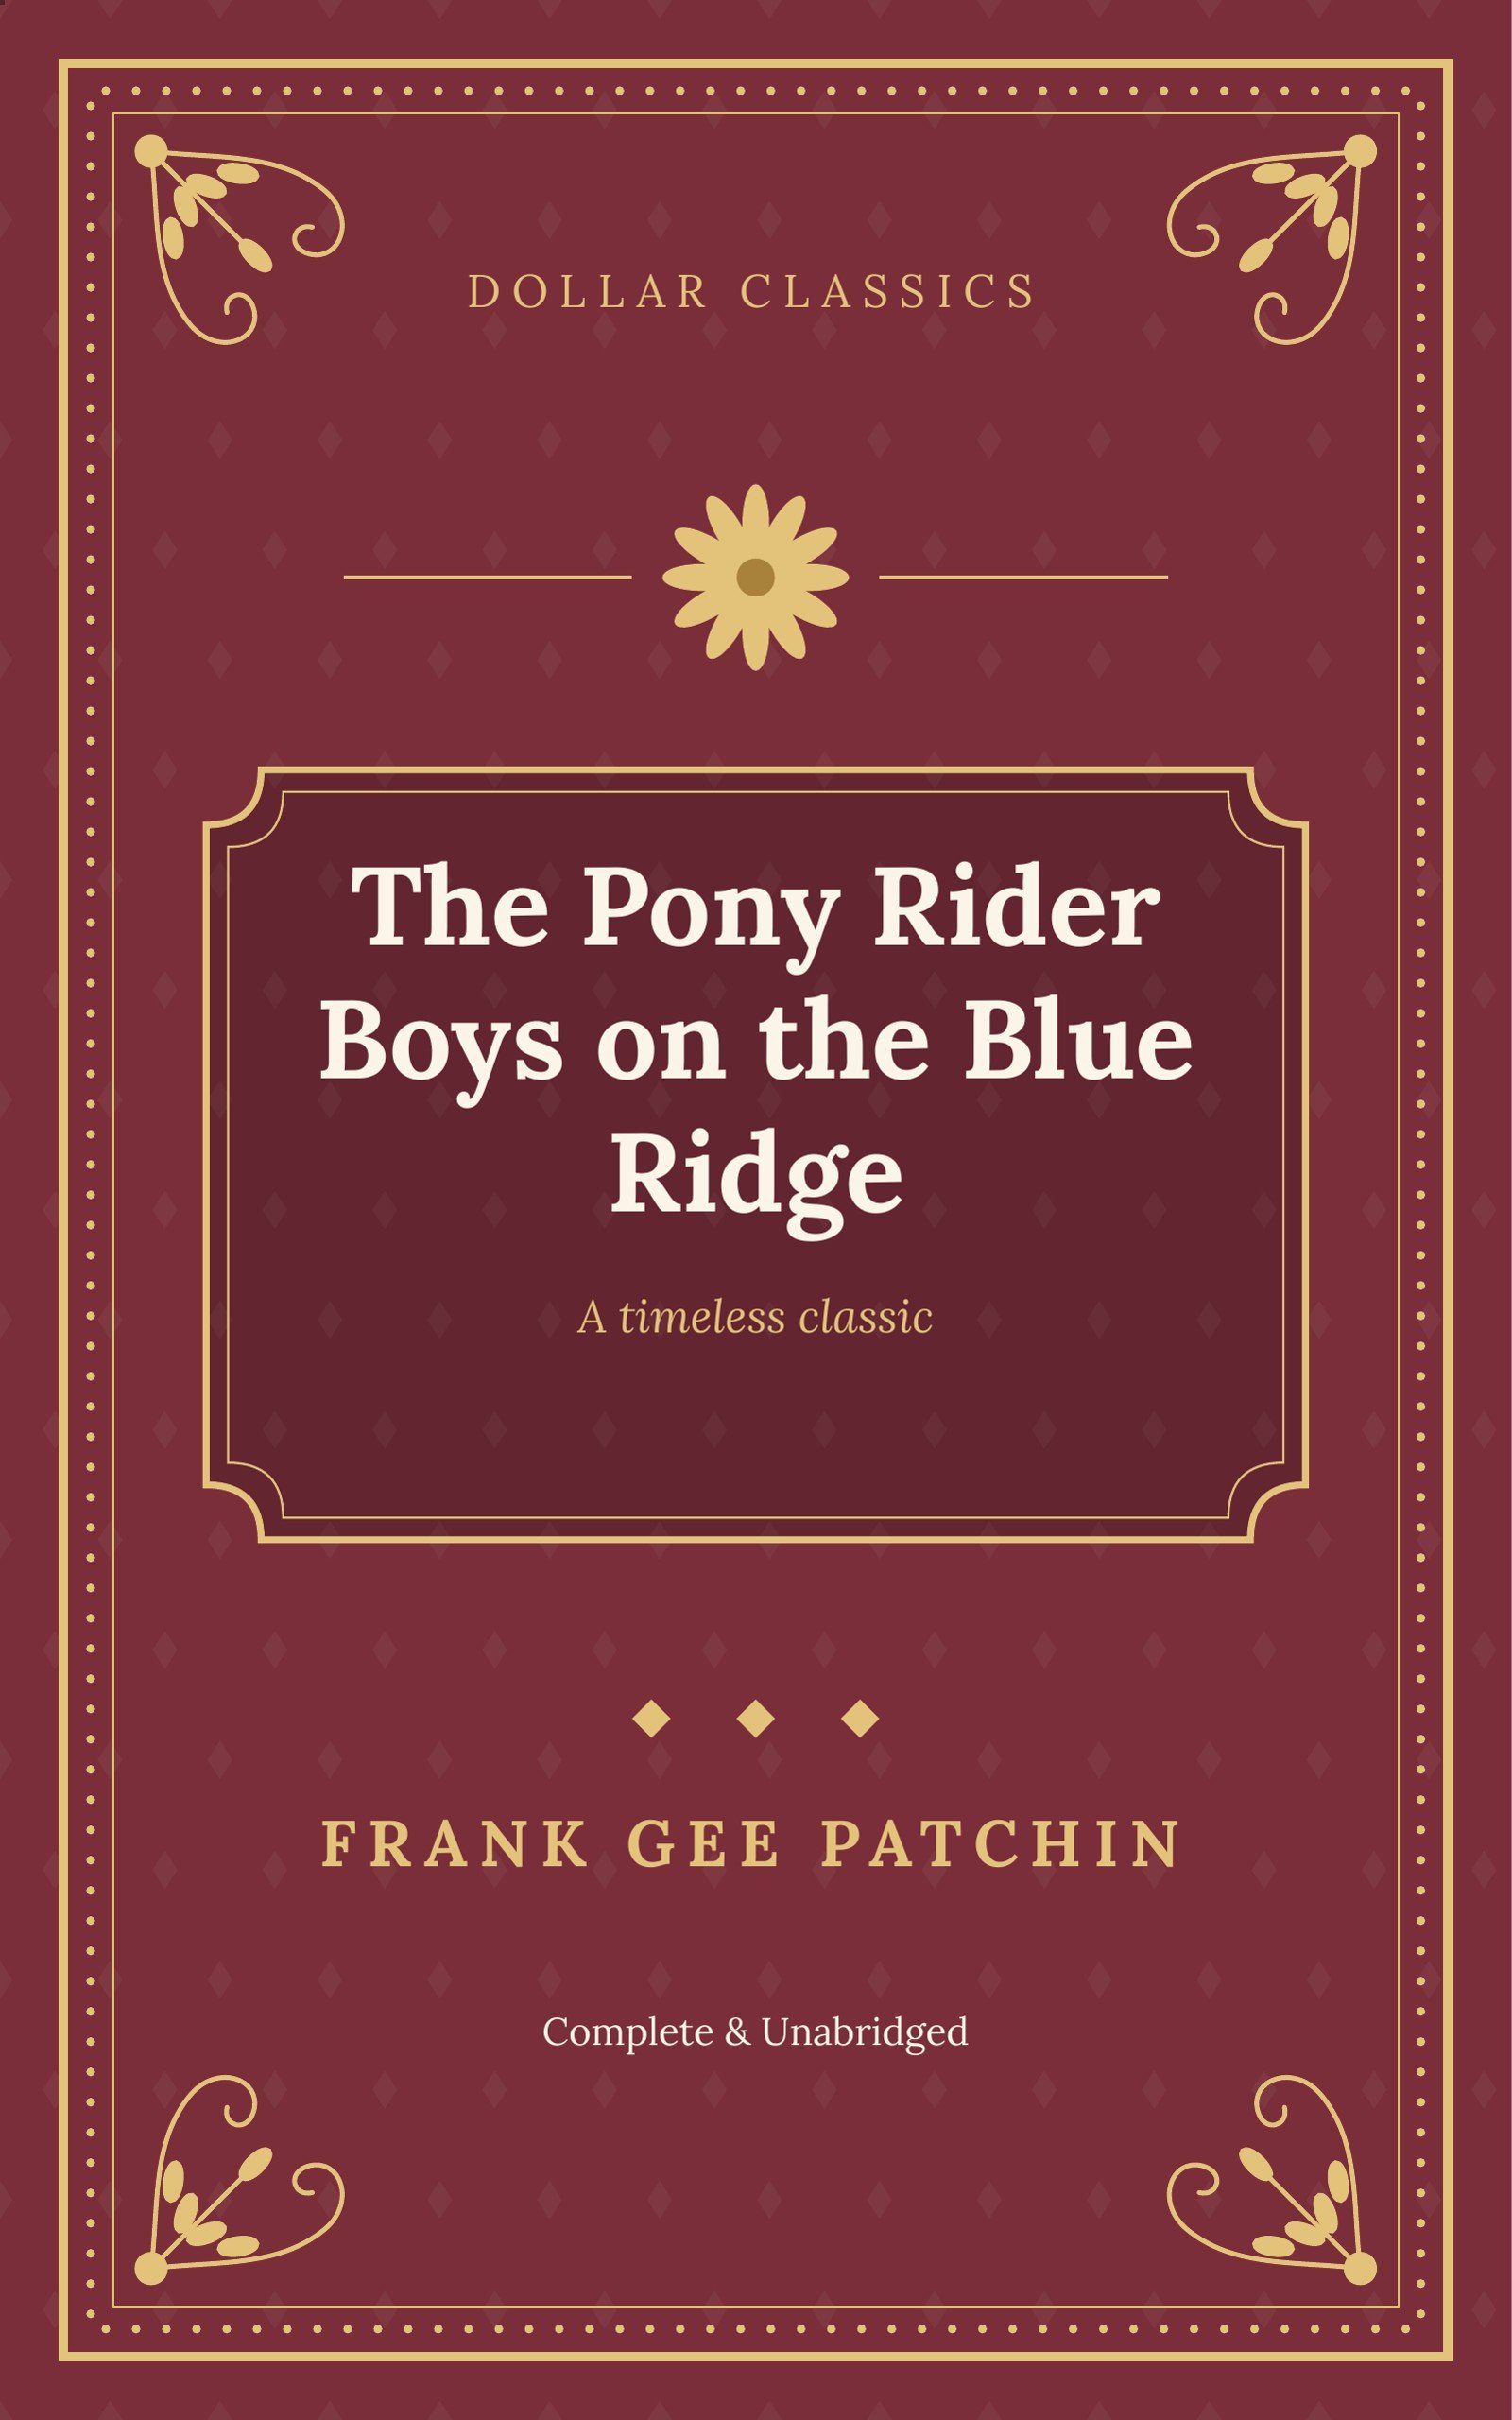 DOLLAR CLASSICS
The Pony Rider
Boys on the Blue
Ridge
A timeless classic
FRANK GEE PATCHIN
Complete & Unabridged